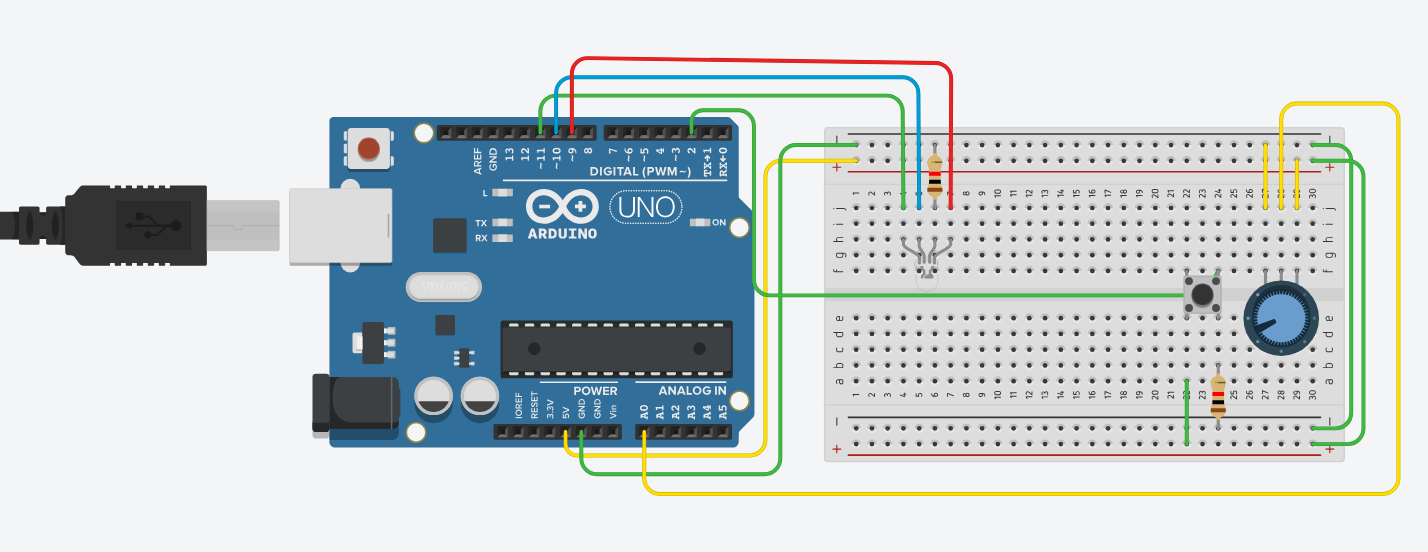 AREF
GND
13
12
~11
~10
~9
8
7
~6
~5
4
~3
2
TX→1
RX←0
DIGITAL (PWM~)
L
TX
RX
UNO
ON
ARDUINO
SPK16.000G
POWER
ANALOG IN
IOREF
RESET
3.3V
5V
GND
GND
Vin
A0
A1
A2
A3
A4
A5
− −
+ +
1 2 3 4 5 6 7 8 9 10 11 12 13 14 15 16 17 18 19 20 21 22 23 24 25 26 27 28 29 30
j j
i i
h h
g g
f f
e e
d d
c c
b b
a a
1 2 3 4 5 6 7 8 9 10 11 12 13 14 15 16 17 18 19 20 21 22 23 24 25 26 27 28 29 30
− −
+ +